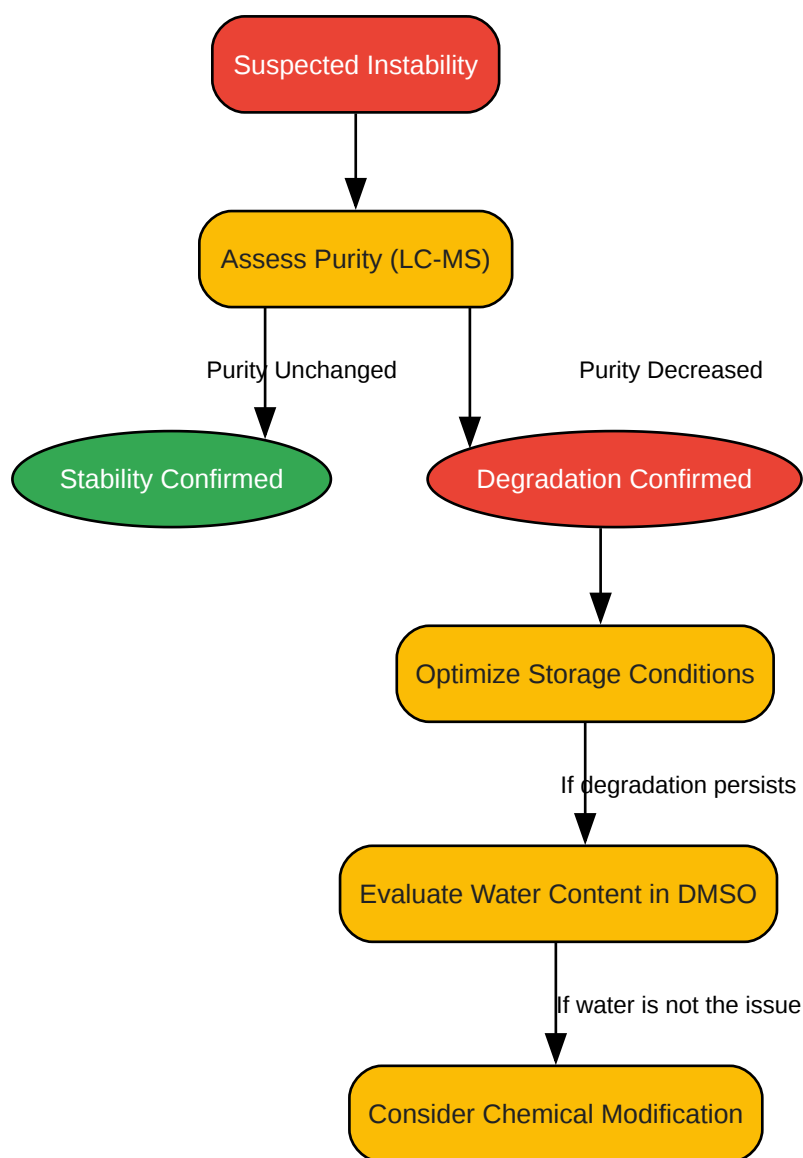 Suspected Instability
Assess Purity (LC-MS)
Purity Unchanged
Purity Decreased
Stability Confirmed
Degradation Confirmed
Optimize Storage Conditions
If degradation persists
Evaluate Water Content in DMSO
If water is not the issue
Consider Chemical Modification